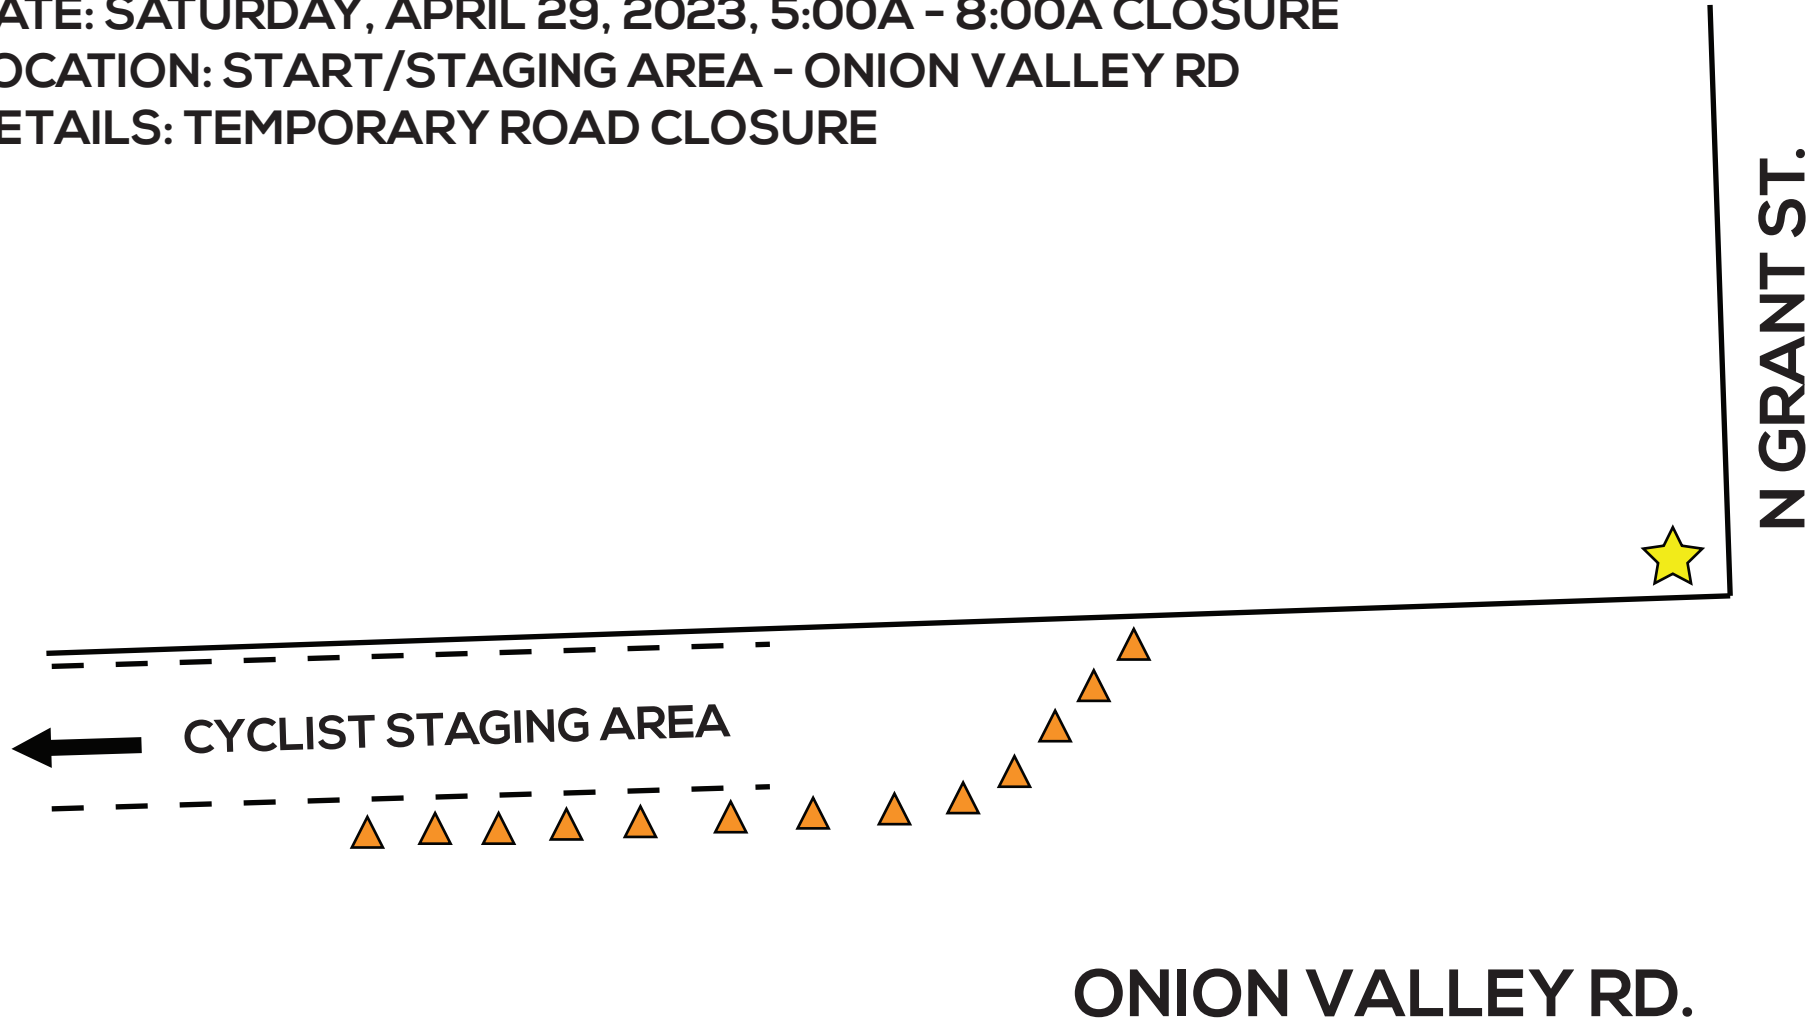 ATE: SATURDAY, APRIL 29, 2023, 5:00A - 8:00A CLOSURE
OCATION: START/STAGING AREA - ONION VALLEY RD
ETAILS: TEMPORARY ROAD CLOSURE
N GRANT ST.
CYCLIST STAGING AREA
ONION VALLEY RD.